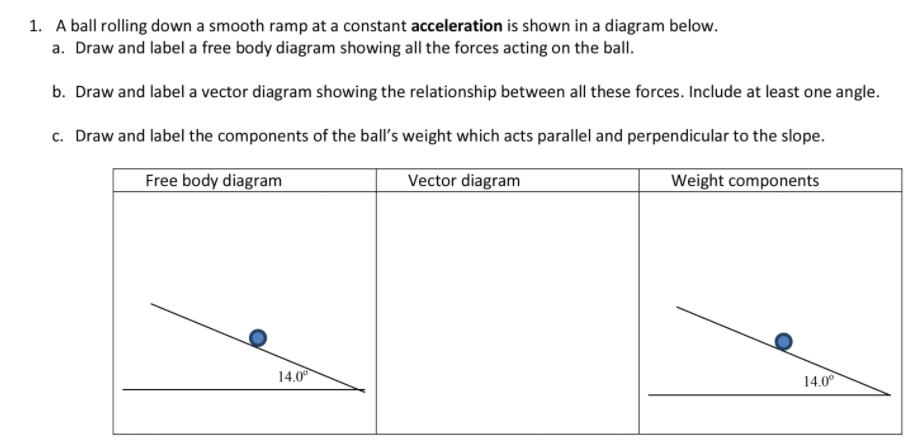 1. A ball rolling down a smooth ramp at a constant acceleration is shown in a diagram below.
a. Draw and label a free body diagram showing all the forces acting on the ball.
b. Draw and label a vector diagram showing the relationship between all these forces. Include at least one angle.
c. Draw and label the components of the ball's weight which acts parallel and perpendicular to the slope.
Free body diagram Vector diagram Weight components
14.0° 14.0°